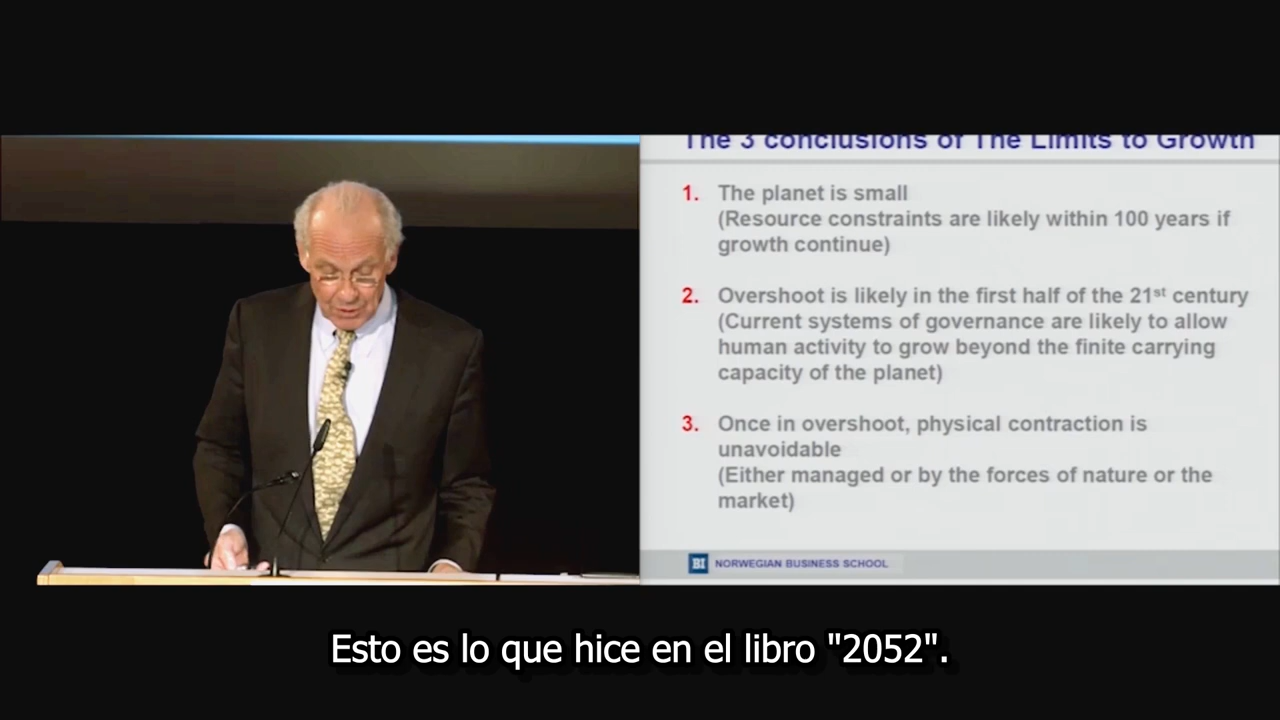 The 3 conclusions of The Limits to Growth
1. The planet is small
(Resource constraints are likely within 100 years if
growth continue)
2. Overshoot is likely in the first half of the 21st century
(Current systems of governance are likely to allow
human activity to grow beyond the finite carrying
capacity of the planet)
3. Once in overshoot, physical contraction is
unavoidable
(Either managed or by the forces of nature or the
market)
BI NORWEGIAN BUSINESS SCHOOL
Esto es lo que hice en el libro "2052".